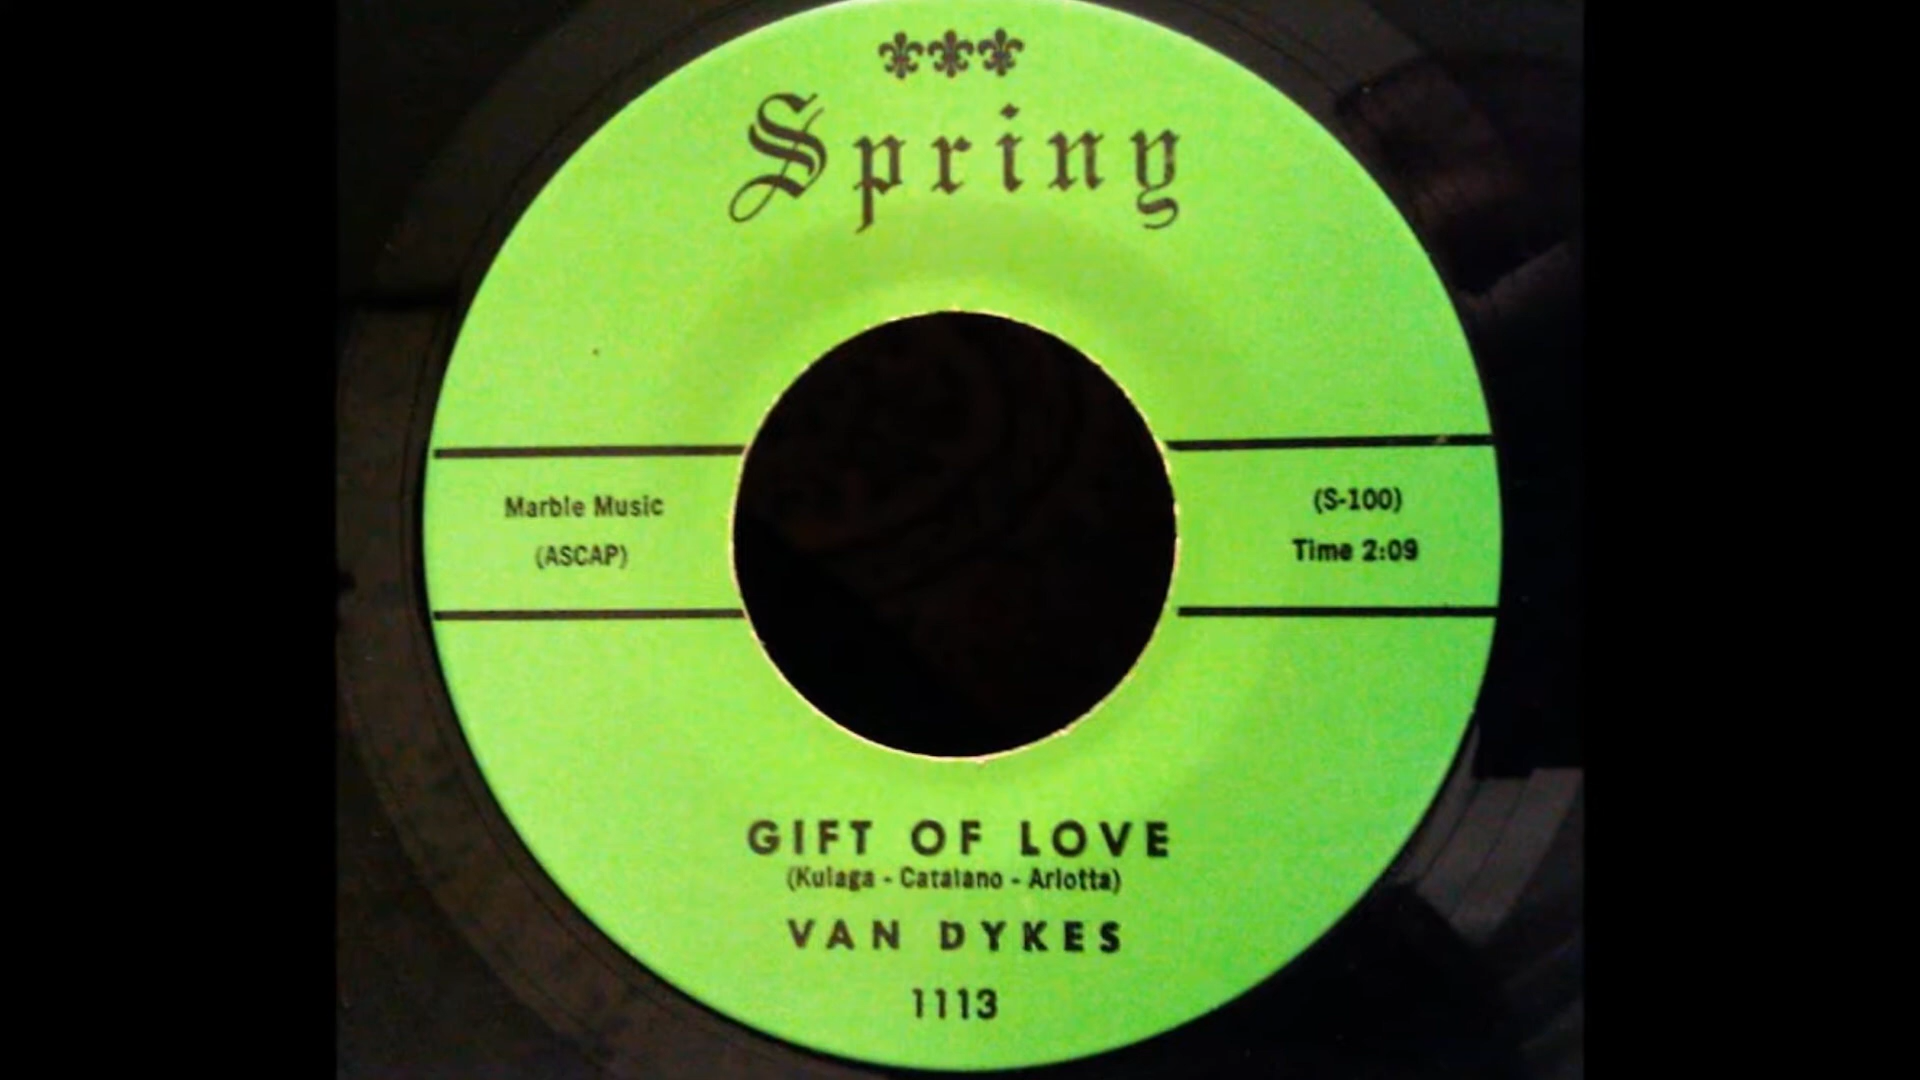 Spriny
Marble Music
(ASCAP)
(S-100)
Time 2:09
GIFT OF LOVE
(Kulaga - Catalano - Arlotta)
VAN DYKES
1113